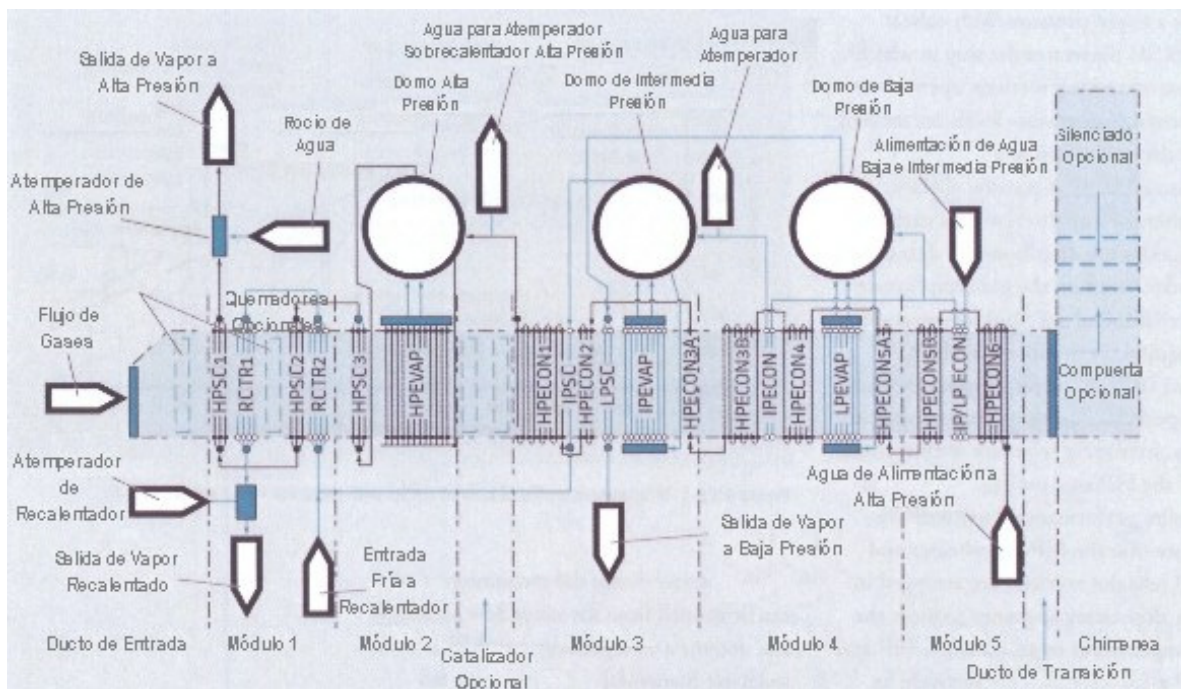 Agua para Atemperador
Sobrecalentador Alta Presión
Agua para
Atemperador
Salida de Vapor a
Alta Presión
Domo Alta
Presión
Domo de Intermedia
Presión
Domo de Baja
Presión
Rocio de
Agua
Alimentación de Agua
Baja e Intermedia Presión
Silenciado
Opcional
Atemperador de
Alta Presión
Quemadores
Opcionales
Flujo de
Gases
HPSC1
RCTR1
HPSC2
RCTR2
HPSC3
HPEVAP
HPECON1
IPSC
HPECON2
LPSC
IPEVAP
HPECON3A
HPECON3B
IPECON
HPECON4
LPEVAP
HPECON5A
HPECON5B
IP/LP ECON
HPECON6
Compuerta
Opcional
Atemperador
de
Recalentador
Agua de Alimentación a
Alta Presión
Salida de Vapor
Recalentado
Entrada
Fría a
Recalentador
Salida de Vapor
a Baja Presión
Ducto de Entrada
Módulo 1
Módulo 2
Catalizador
Opcional
Módulo 3
Módulo 4
Módulo 5
Chimenea
Ducto de Transición